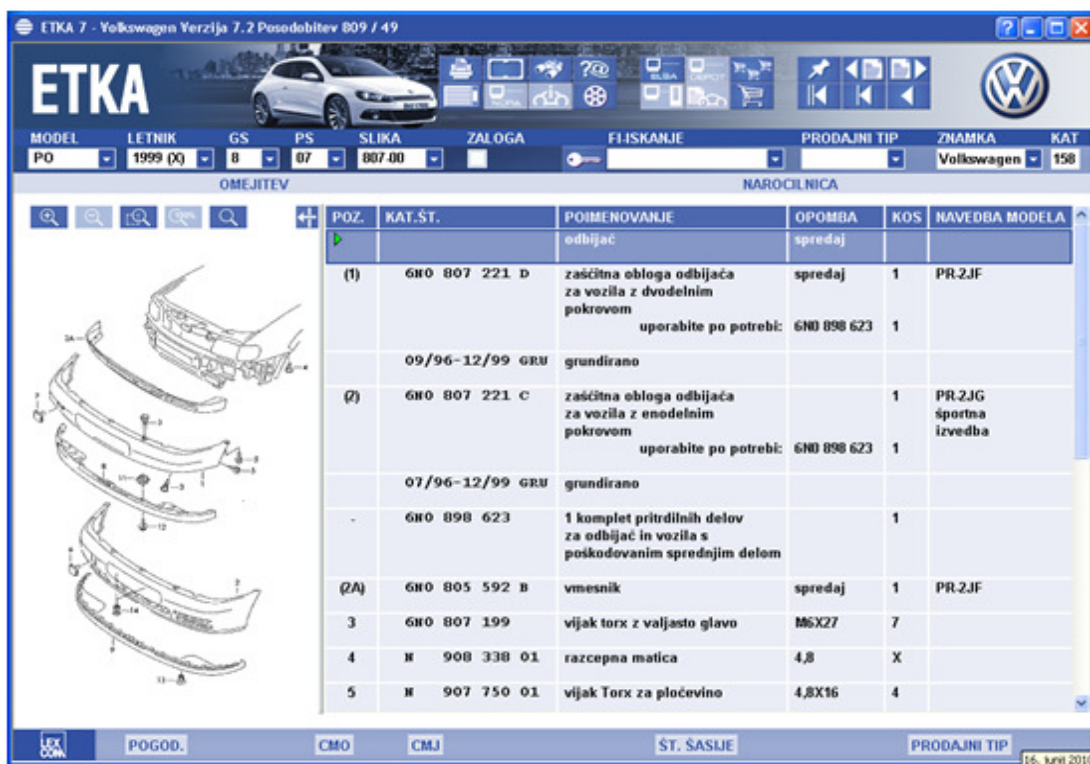 ETKA 7 - Volkswagen Verzija 7.2 Posodobitev 809 / 49
ETKA
?@
ELSA
DEPOT
NORA
MODEL LETNIK GS PS SLIKA ZALOGA FI-ISKANJE PRODAJNI TIP ZNAMKA KAT
PO 1999 (X) 8 07 807-00 Volkswagen 158
OMEJITEV NAROCILNICA
POZ. KAT.ŠT. POIMENOVANJE OPOMBA KOS NAVEDBA MODELA
odbijač spredaj
(1) 6N0 807 221 D zaščitna obloga odbijača spredaj 1 PR-2JF
za vozila z dvodelnim
pokrovom
uporabite po potrebi: 6N0 898 623 1
09/96-12/99 GRU grundirano
(2) 6N0 807 221 C zaščitna obloga odbijača 1 PR-2JG
za vozila z enodelnim športna
pokrovom izvedba
uporabite po potrebi: 6N0 898 623 1
07/96-12/99 GRU grundirano
- 6N0 898 623 1 komplet pritrdilnih delov 1
za odbijač in vozila s
poškodovanim sprednjim delom
(2A) 6N0 805 592 B vmesnik spredaj 1 PR-2JF
3 6N0 807 199 vijak torx z valjasto glavo M6X27 7
4 N 908 338 01 razcepna matica 4,8 X
5 N 907 750 01 vijak Torx za pločevino 4,8X16 4
LEX COM POGOD. CMO CMJ ŠT. ŠASIJE PRODAJNI TIP